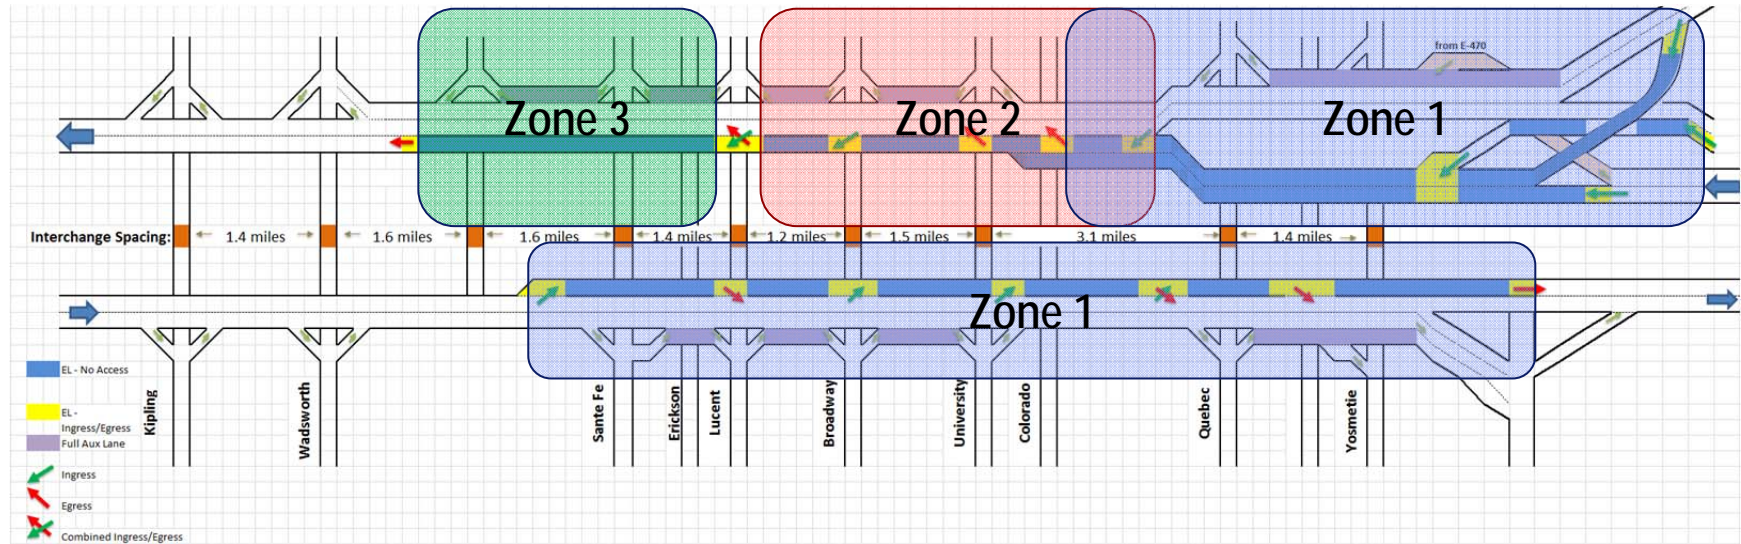 from E-470
Zone 3
Zone 2
Zone 1
Interchange Spacing:
1.4 miles
1.6 miles
1.6 miles
1.4 miles
1.2 miles
1.5 miles
3.1 miles
1.4 miles
Zone 1
Kipling
Wadsworth
Sante Fe
Erickson
Lucent
Broadway
University
Colorado
Quebec
Yosmetie
EL - No Access
EL -
Ingress/Egress
Full Aux Lane
Ingress
Egress
Combined Ingress/Egress